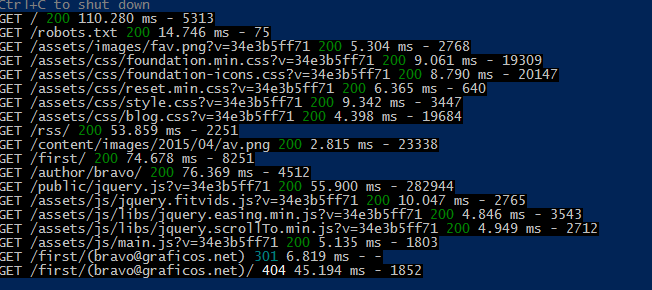 Ctrl+C to shut down
GET / 200 110.280 ms - 5313
GET /robots.txt 200 14.746 ms - 75
GET /assets/images/fav.png?v=34e3b5ff71 200 5.304 ms - 2768
GET /assets/css/foundation.min.css?v=34e3b5ff71 200 9.061 ms - 19309
GET /assets/css/foundation-icons.css?v=34e3b5ff71 200 8.790 ms - 20147
GET /assets/css/reset.min.css?v=34e3b5ff71 200 6.365 ms - 640
GET /assets/css/style.css?v=34e3b5ff71 200 9.342 ms - 3447
GET /assets/css/blog.css?v=34e3b5ff71 200 4.398 ms - 19684
GET /rss/ 200 53.859 ms - 2251
GET /content/images/2015/04/av.png 200 2.815 ms - 23338
GET /first/ 200 74.678 ms - 8251
GET /author/bravo/ 200 76.369 ms - 4512
GET /public/jquery.js?v=34e3b5ff71 200 55.900 ms - 282944
GET /assets/js/jquery.fitvids.js?v=34e3b5ff71 200 10.047 ms - 2765
GET /assets/js/libs/jquery.easing.min.js?v=34e3b5ff71 200 4.846 ms - 3543
GET /assets/js/libs/jquery.scrollTo.min.js?v=34e3b5ff71 200 4.949 ms - 2712
GET /assets/js/main.js?v=34e3b5ff71 200 5.135 ms - 1803
GET /first/(bravo@graficos.net) 301 6.819 ms - -
GET /first/(bravo@graficos.net)/ 404 45.194 ms - 1852